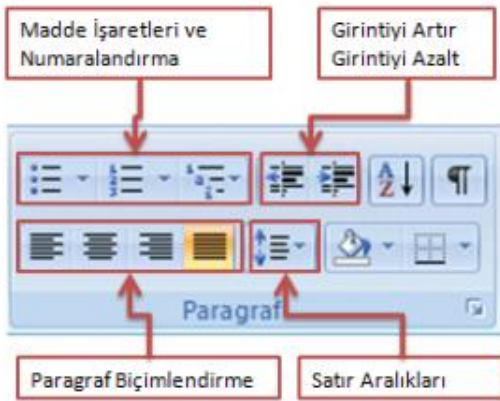 Madde İşaretleri ve
Numaralandırma
Girintiyi Artır
Girintiyi Azalt
A
Z
¶
Paragraf
Paragraf Biçimlendirme
Satır Aralıkları